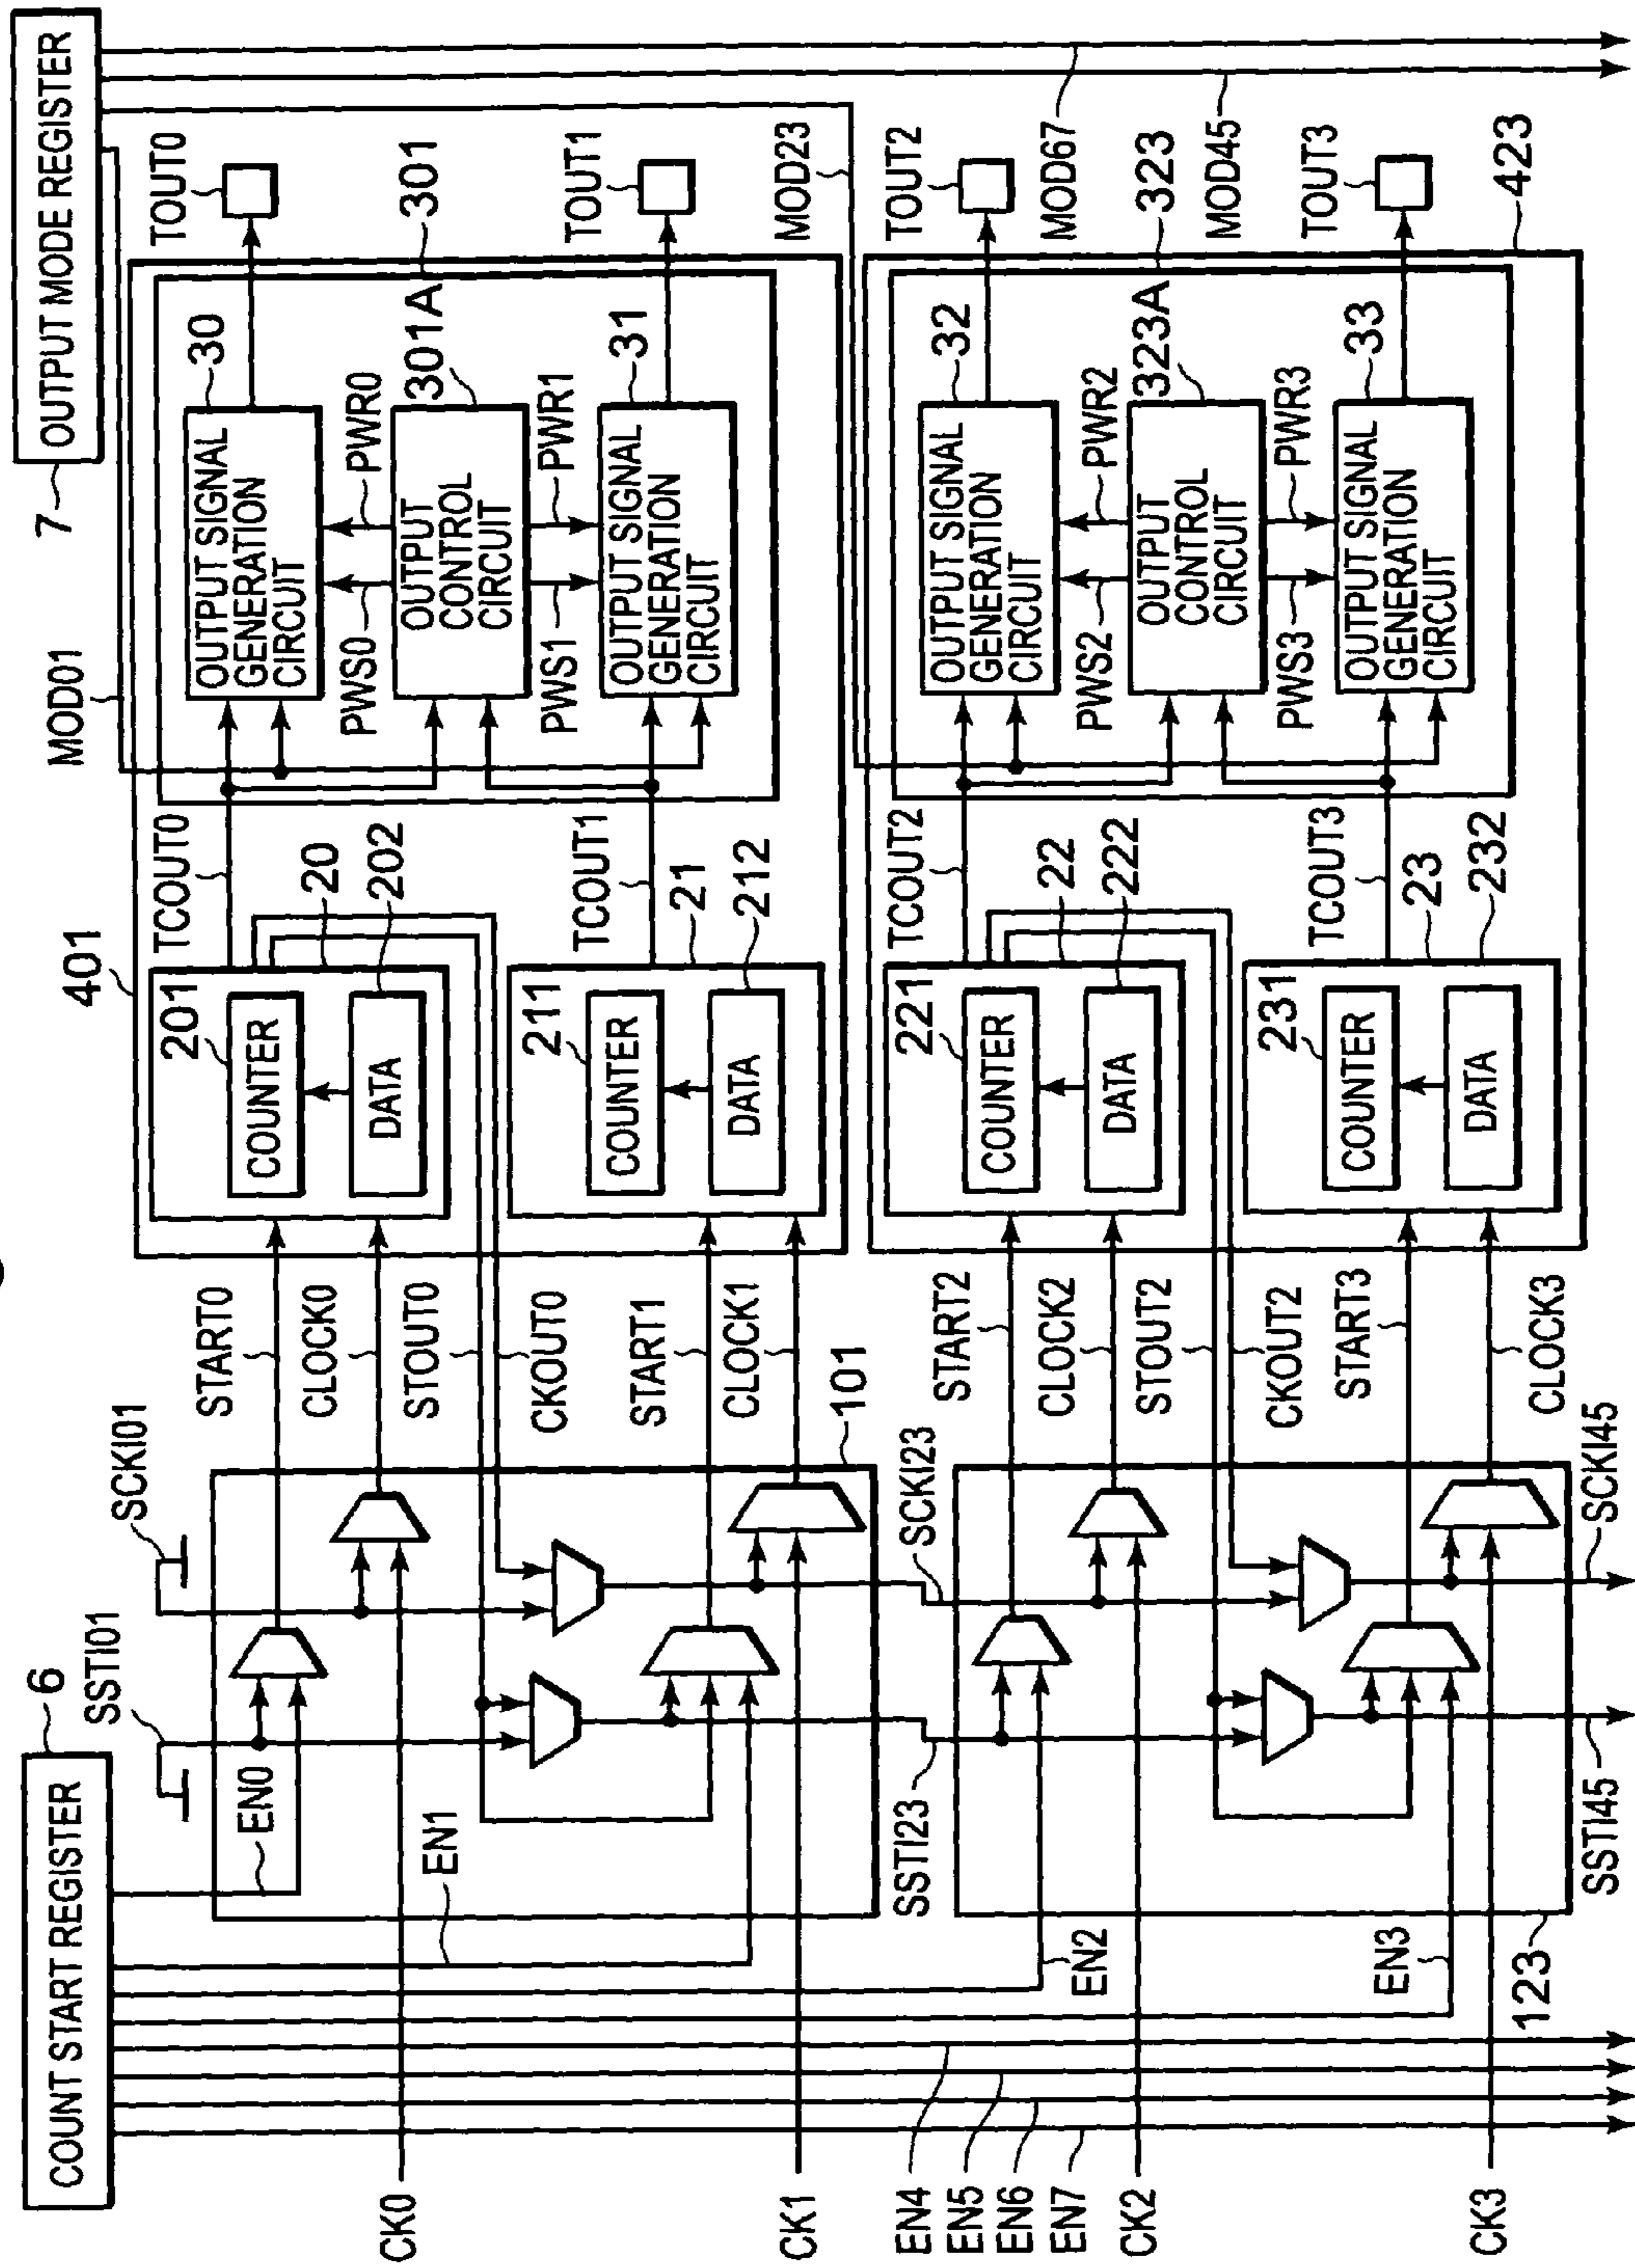 COUNT START REGISTER
6
SSTI01
SCKI01
EN0
EN1
START0
CLOCK0
STOUT0
CKOUT0
START1
CLOCK1
101
CK0
CK1
401
201
COUNTER
DATA
20
202
TCOUT0
211
COUNTER
DATA
21
212
TCOUT1
MOD01
OUTPUT SIGNAL
GENERATION
CIRCUIT
30
PWS0
PWR0
OUTPUT
CONTROL
CIRCUIT
301A
301
PWS1
PWR1
OUTPUT SIGNAL
GENERATION
CIRCUIT
31
TOUT0
TOUT1
7
OUTPUT MODE REGISTER
MOD23
EN4
EN5
EN6
EN7
CK2
CK3
EN2
EN3
123
SSTI23
SCKI23
SSTI45
SCKI45
START2
CLOCK2
STOUT2
CKOUT2
START3
CLOCK3
221
COUNTER
DATA
22
222
TCOUT2
231
COUNTER
DATA
23
232
TCOUT3
OUTPUT SIGNAL
GENERATION
CIRCUIT
32
PWS2
PWR2
OUTPUT
CONTROL
CIRCUIT
323A
323
PWS3
PWR3
OUTPUT SIGNAL
GENERATION
CIRCUIT
33
TOUT2
MOD67
MOD45
TOUT3
423